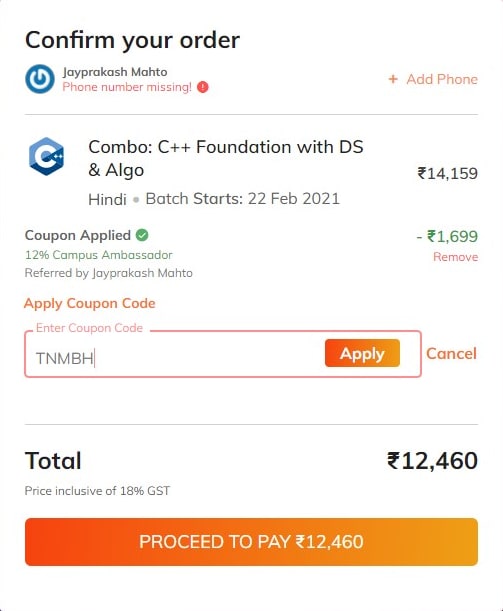 Confirm your order
Jayprakash Mahto
Phone number missing!
+ Add Phone
C++
Combo: C++ Foundation with DS
& Algo
₹14,159
Hindi • Batch Starts: 22 Feb 2021
Coupon Applied
- ₹1,699
12% Campus Ambassador
Remove
Referred by Jayprakash Mahto
Apply Coupon Code
Enter Coupon Code
TNMBH
Apply
Cancel
Total
₹12,460
Price inclusive of 18% GST
PROCEED TO PAY ₹12,460